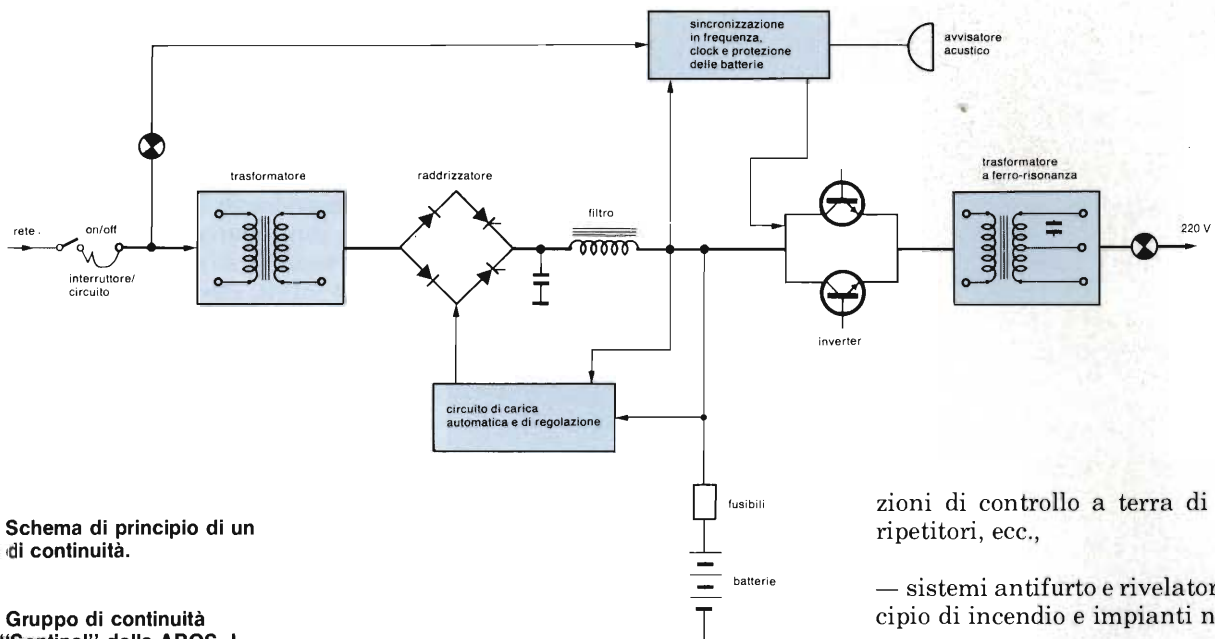 sincronizzazione
in frequenza,
clock e protezione
delle batterie
avvisatore
acustico
trasformatore
raddrizzatore
filtro
trasformatore
a ferro-risonanza
rete
on/off
interruttore/
circuito
220 V
inverter
circuito di carica
automatica e di regolazione
fusibili
batterie
Schema di principio di un
di continuità.
Gruppo di continuità
zioni di controllo a terra di
ripetitori, ecc.,
— sistemi antifurto e rivelator
cipio di incendio e impianti n